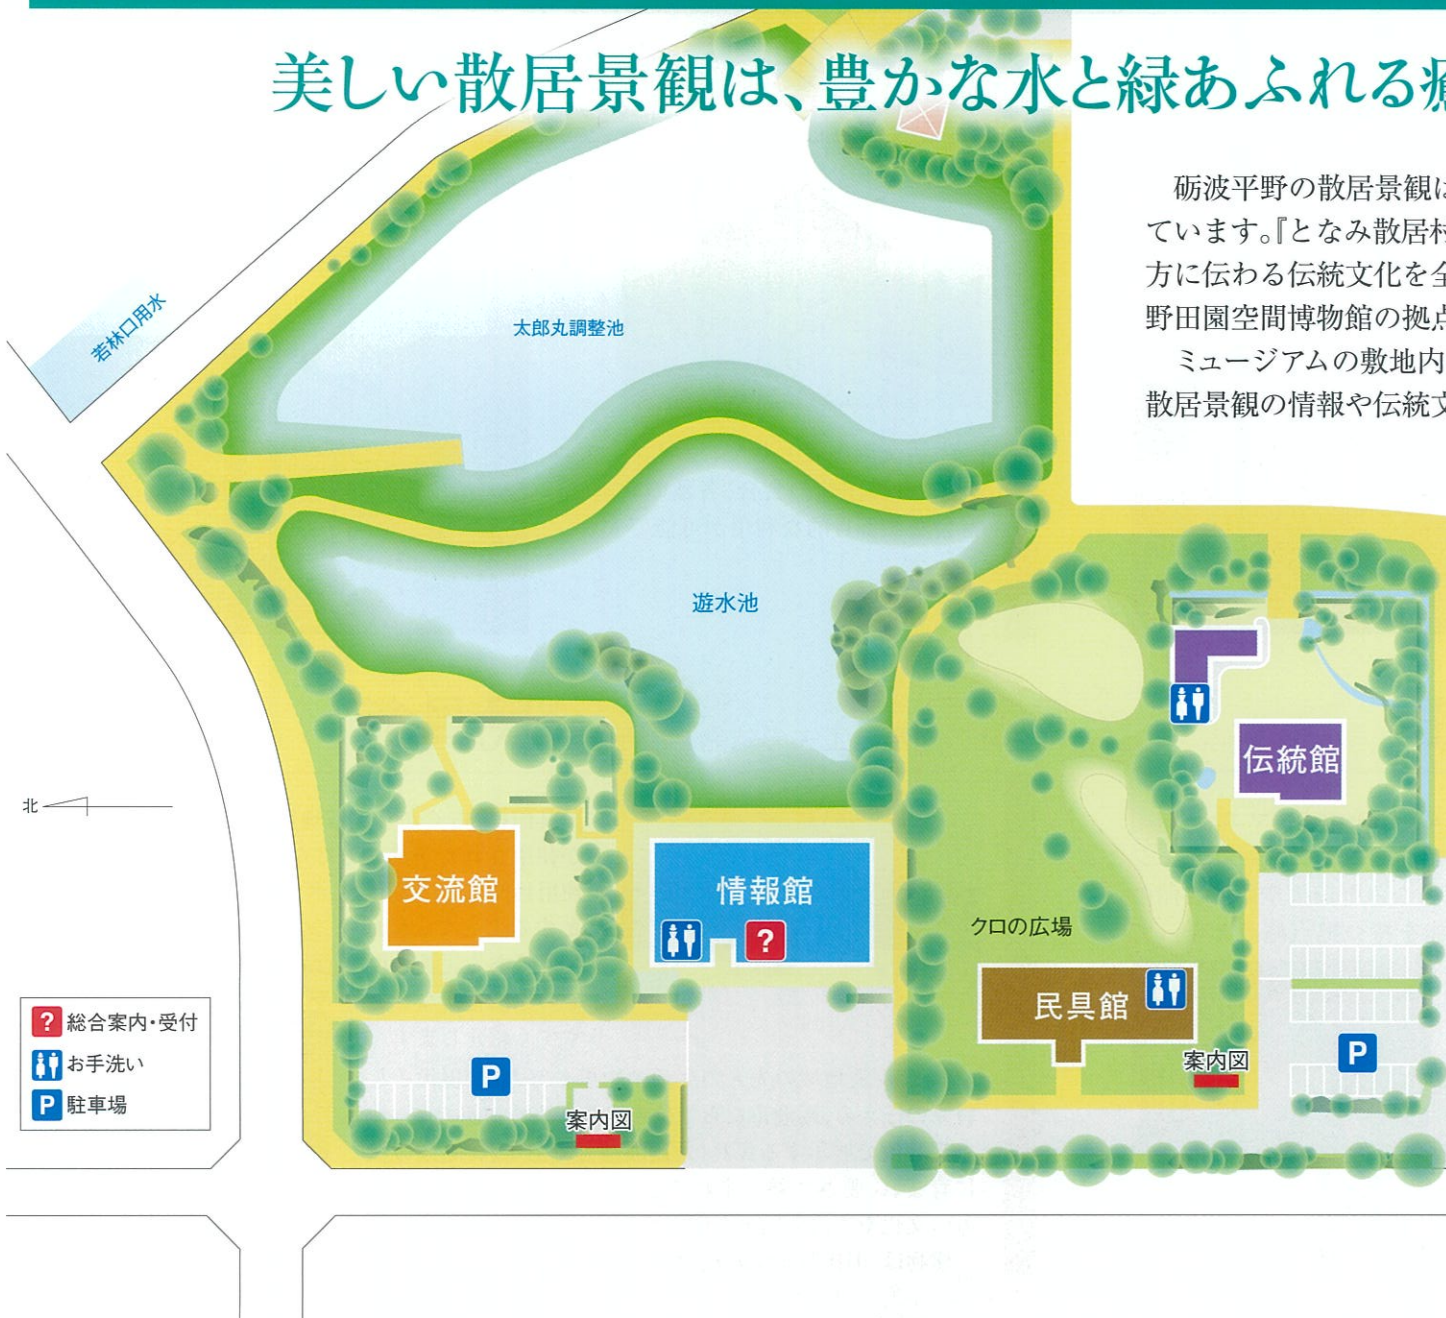 美しい散居景観は、豊かな水と緑あふれる癒
砺波平野の散居景観は
ています。『となみ散居村
方に伝わる伝統文化を全
野田園空間博物館の拠点
ミュージアムの敷地内
散居景観の情報や伝統文
若林口用水
太郎丸調整池
遊水池
伝統館
北
交流館
情報館
?
クロの広場
民具館
? 総合案内・受付
お手洗い
P 駐車場
P
案内図
案内図
P